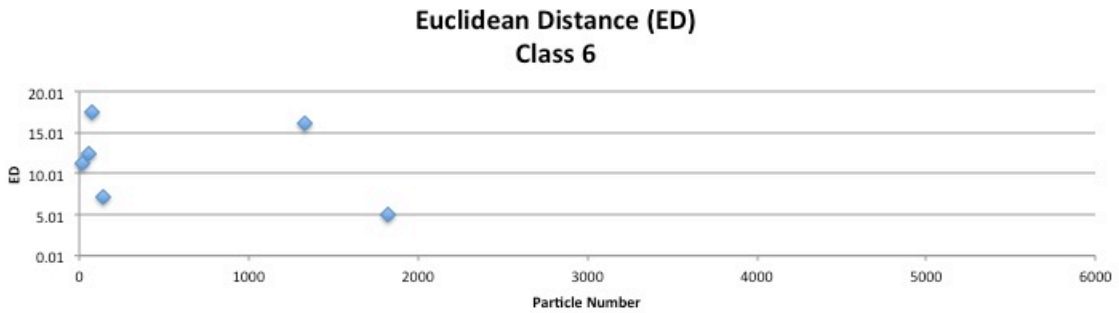 Euclidean Distance (ED)
Class 6
20.01
15.01
10.01
5.01
0.01
ED
0 1000 2000 3000 4000 5000 6000
Particle Number